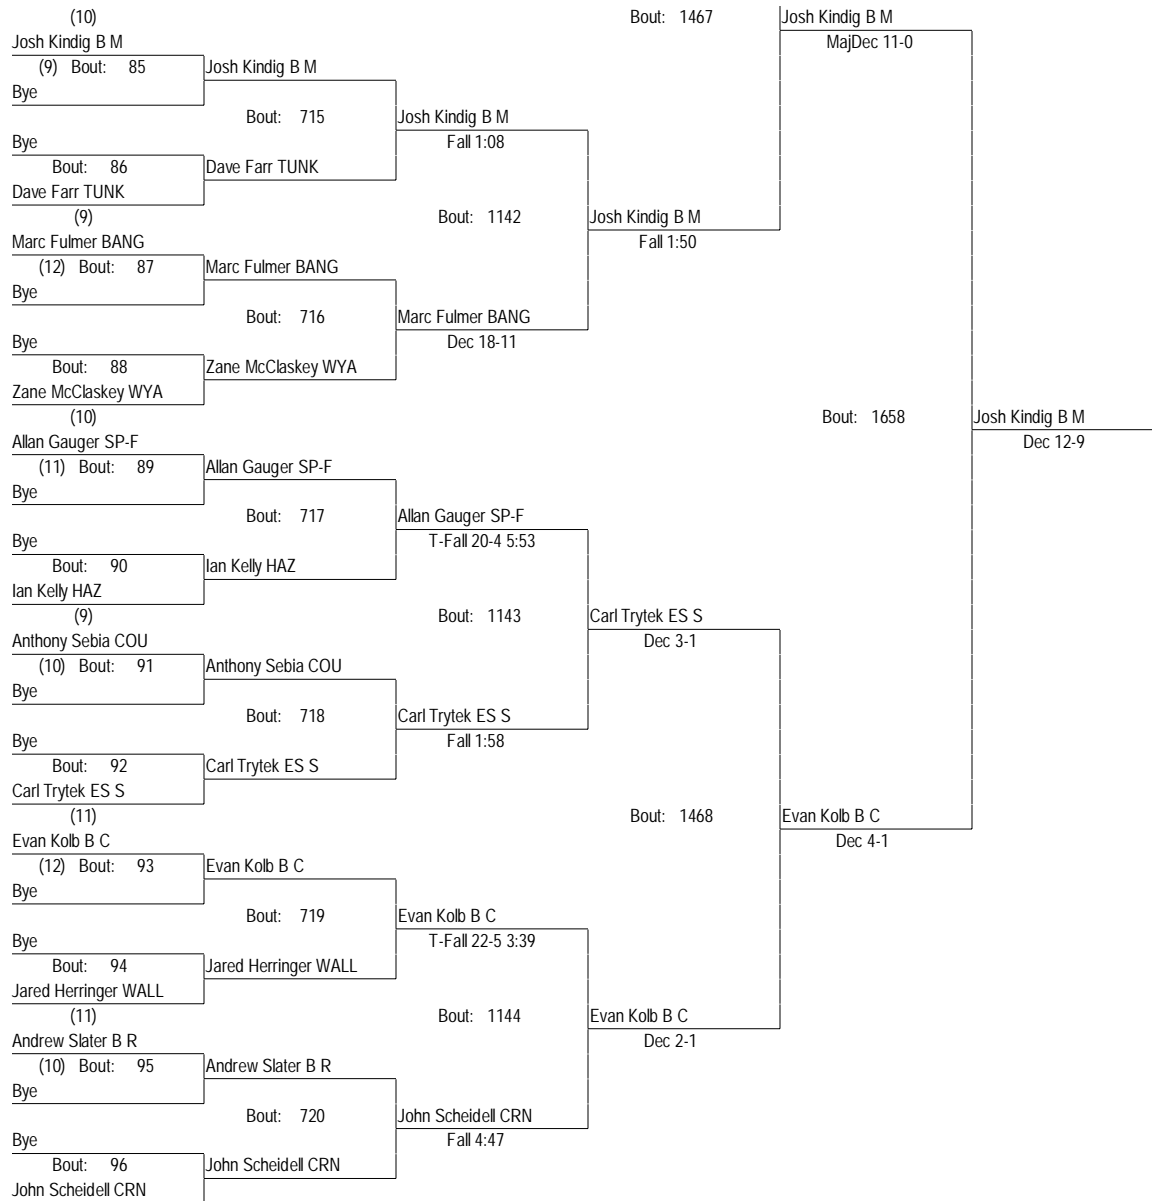 (10)
Bout: 1467
Josh Kindig B M
Josh Kindig B M
MajDec 11-0
(9) Bout: 85
Josh Kindig B M
Bye
Bout: 715
Josh Kindig B M
Bye
Fall 1:08
Bout: 86
Dave Farr TUNK
Dave Farr TUNK
(9)
Bout: 1142
Josh Kindig B M
Marc Fulmer BANG
Fall 1:50
(12) Bout: 87
Marc Fulmer BANG
Bye
Bout: 716
Marc Fulmer BANG
Bye
Dec 18-11
Bout: 88
Zane McClaskey WYA
Zane McClaskey WYA
(10)
Bout: 1658
Josh Kindig B M
Allan Gauger SP-F
Dec 12-9
(11) Bout: 89
Allan Gauger SP-F
Bye
Bout: 717
Allan Gauger SP-F
Bye
T-Fall 20-4 5:53
Bout: 90
Ian Kelly HAZ
Ian Kelly HAZ
(9)
Bout: 1143
Carl Trytek ES S
Anthony Sebia COU
Dec 3-1
(10) Bout: 91
Anthony Sebia COU
Bye
Bout: 718
Carl Trytek ES S
Bye
Fall 1:58
Bout: 92
Carl Trytek ES S
Carl Trytek ES S
(11)
Bout: 1468
Evan Kolb B C
Evan Kolb B C
Dec 4-1
(12) Bout: 93
Evan Kolb B C
Bye
Bout: 719
Evan Kolb B C
Bye
T-Fall 22-5 3:39
Bout: 94
Jared Herringer WALL
Jared Herringer WALL
(11)
Bout: 1144
Evan Kolb B C
Andrew Slater B R
Dec 2-1
(10) Bout: 95
Andrew Slater B R
Bye
Bout: 720
John Scheidell CRN
Bye
Fall 4:47
Bout: 96
John Scheidell CRN
John Scheidell CRN